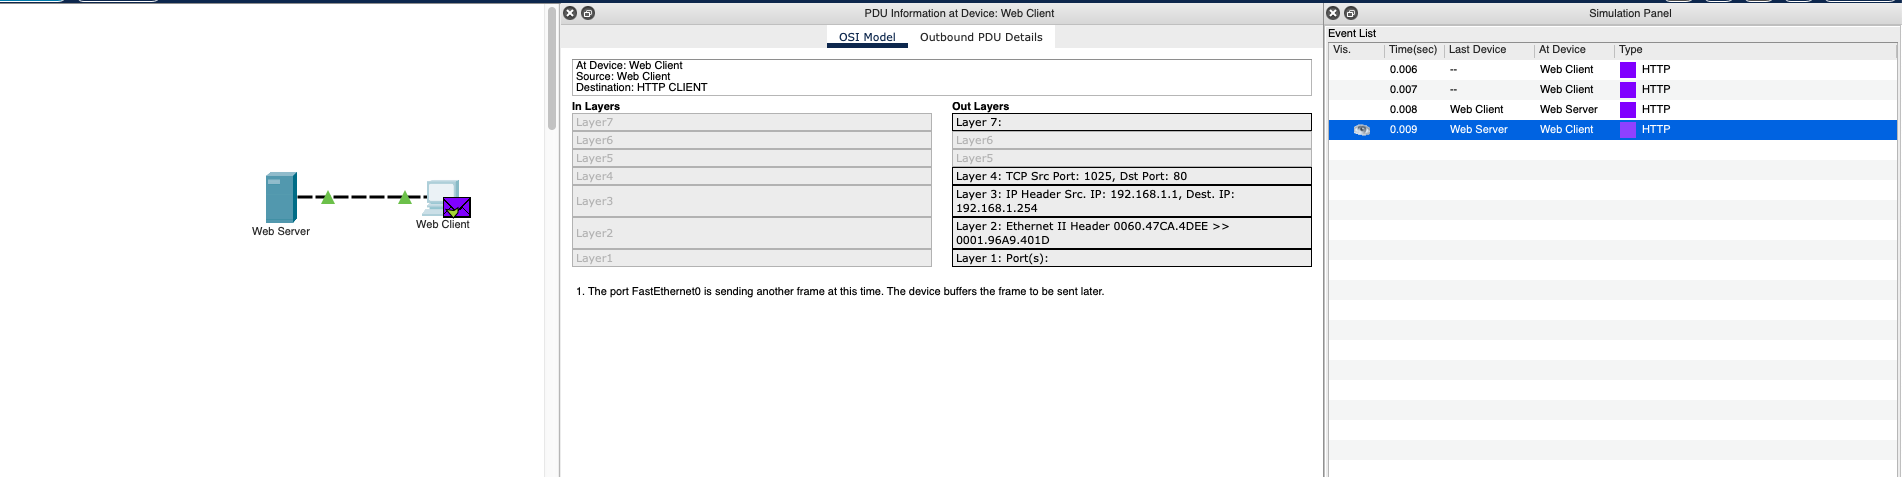 PDU Information at Device: Web Client
OSI Model
Outbound PDU Details
At Device: Web Client
Source: Web Client
Destination: HTTP CLIENT
In Layers
Layer7
Layer6
Layer5
Layer4
Layer3
Layer2
Layer1
Out Layers
Layer 7:
Layer6
Layer5
Layer 4: TCP Src Port: 1025, Dst Port: 80
Layer 3: IP Header Src. IP: 192.168.1.1, Dest. IP:
192.168.1.254
Layer 2: Ethernet II Header 0060.47CA.4DEE >>
0001.96A9.401D
Layer 1: Port(s):
1. The port FastEthernet0 is sending another frame at this time. The device buffers the frame to be sent later.
Web Server
Web Client
Simulation Panel
Event List
Vis. Time(sec) Last Device At Device Type
0.006 -- Web Client HTTP
0.007 -- Web Client HTTP
0.008 Web Client Web Server HTTP
0.009 Web Server Web Client HTTP